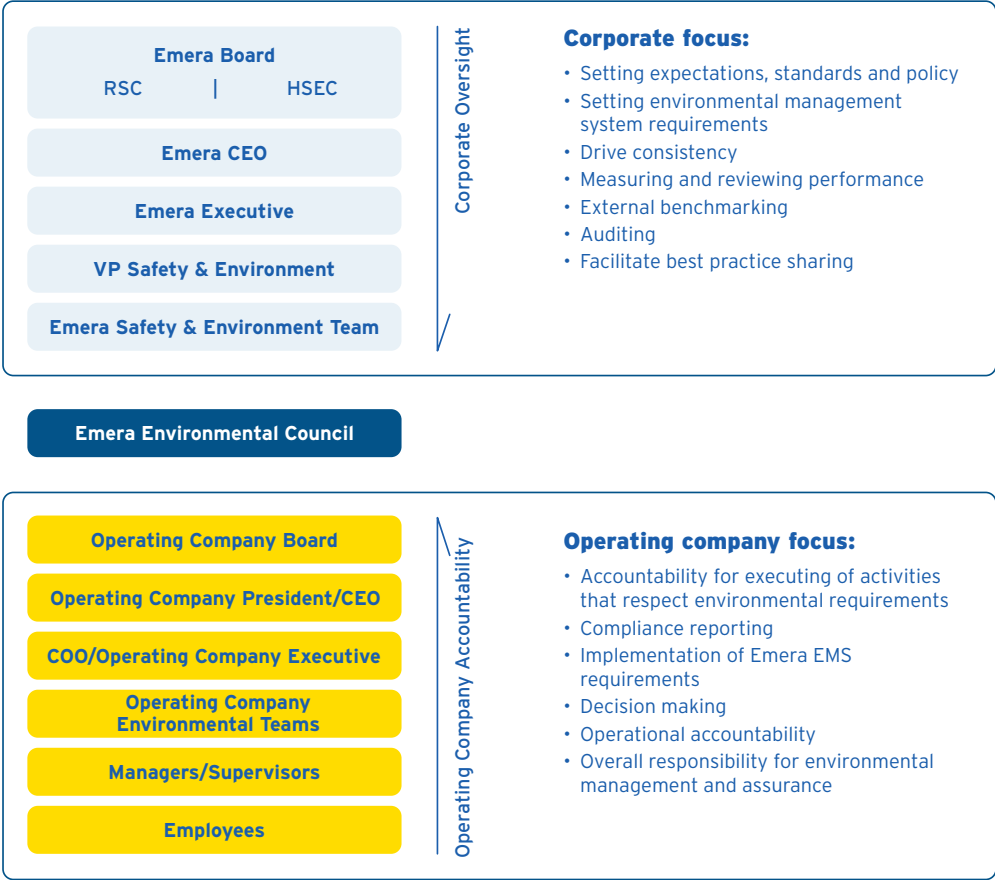 Emera Board
RSC | HSEC
Emera CEO
Emera Executive
VP Safety & Environment
Emera Safety & Environment Team
Corporate Oversight
Corporate focus:
• Setting expectations, standards and policy
• Setting environmental management
system requirements
• Drive consistency
• Measuring and reviewing performance
• External benchmarking
• Auditing
• Facilitate best practice sharing
Emera Environmental Council
Operating Company Board
Operating Company President/CEO
COO/Operating Company Executive
Operating Company
Environmental Teams
Managers/Supervisors
Employees
Operating Company Accountability
Operating company focus:
• Accountability for executing of activities
that respect environmental requirements
• Compliance reporting
• Implementation of Emera EMS
requirements
• Decision making
• Operational accountability
• Overall responsibility for environmental
management and assurance